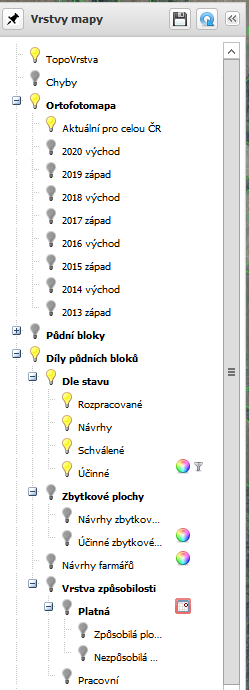 Vrstvy mapy
TopoVrstva
Chyby
Ortofotomapa
Aktuální pro celou ČR
2020 východ
2019 západ
2018 východ
2017 západ
2016 východ
2015 západ
2014 východ
2013 západ
Půdní bloky
Díly půdních bloků
Dle stavu
Rozpracované
Návrhy
Schválené
Účinné
Zbytkové plochy
Návrhy zbytkov...
Účinné zbytkové...
Návrhy farmářů
Vrstva způsobilosti
Platná
Způsobilá plo...
Nezpůsobilá ...
Pracovní